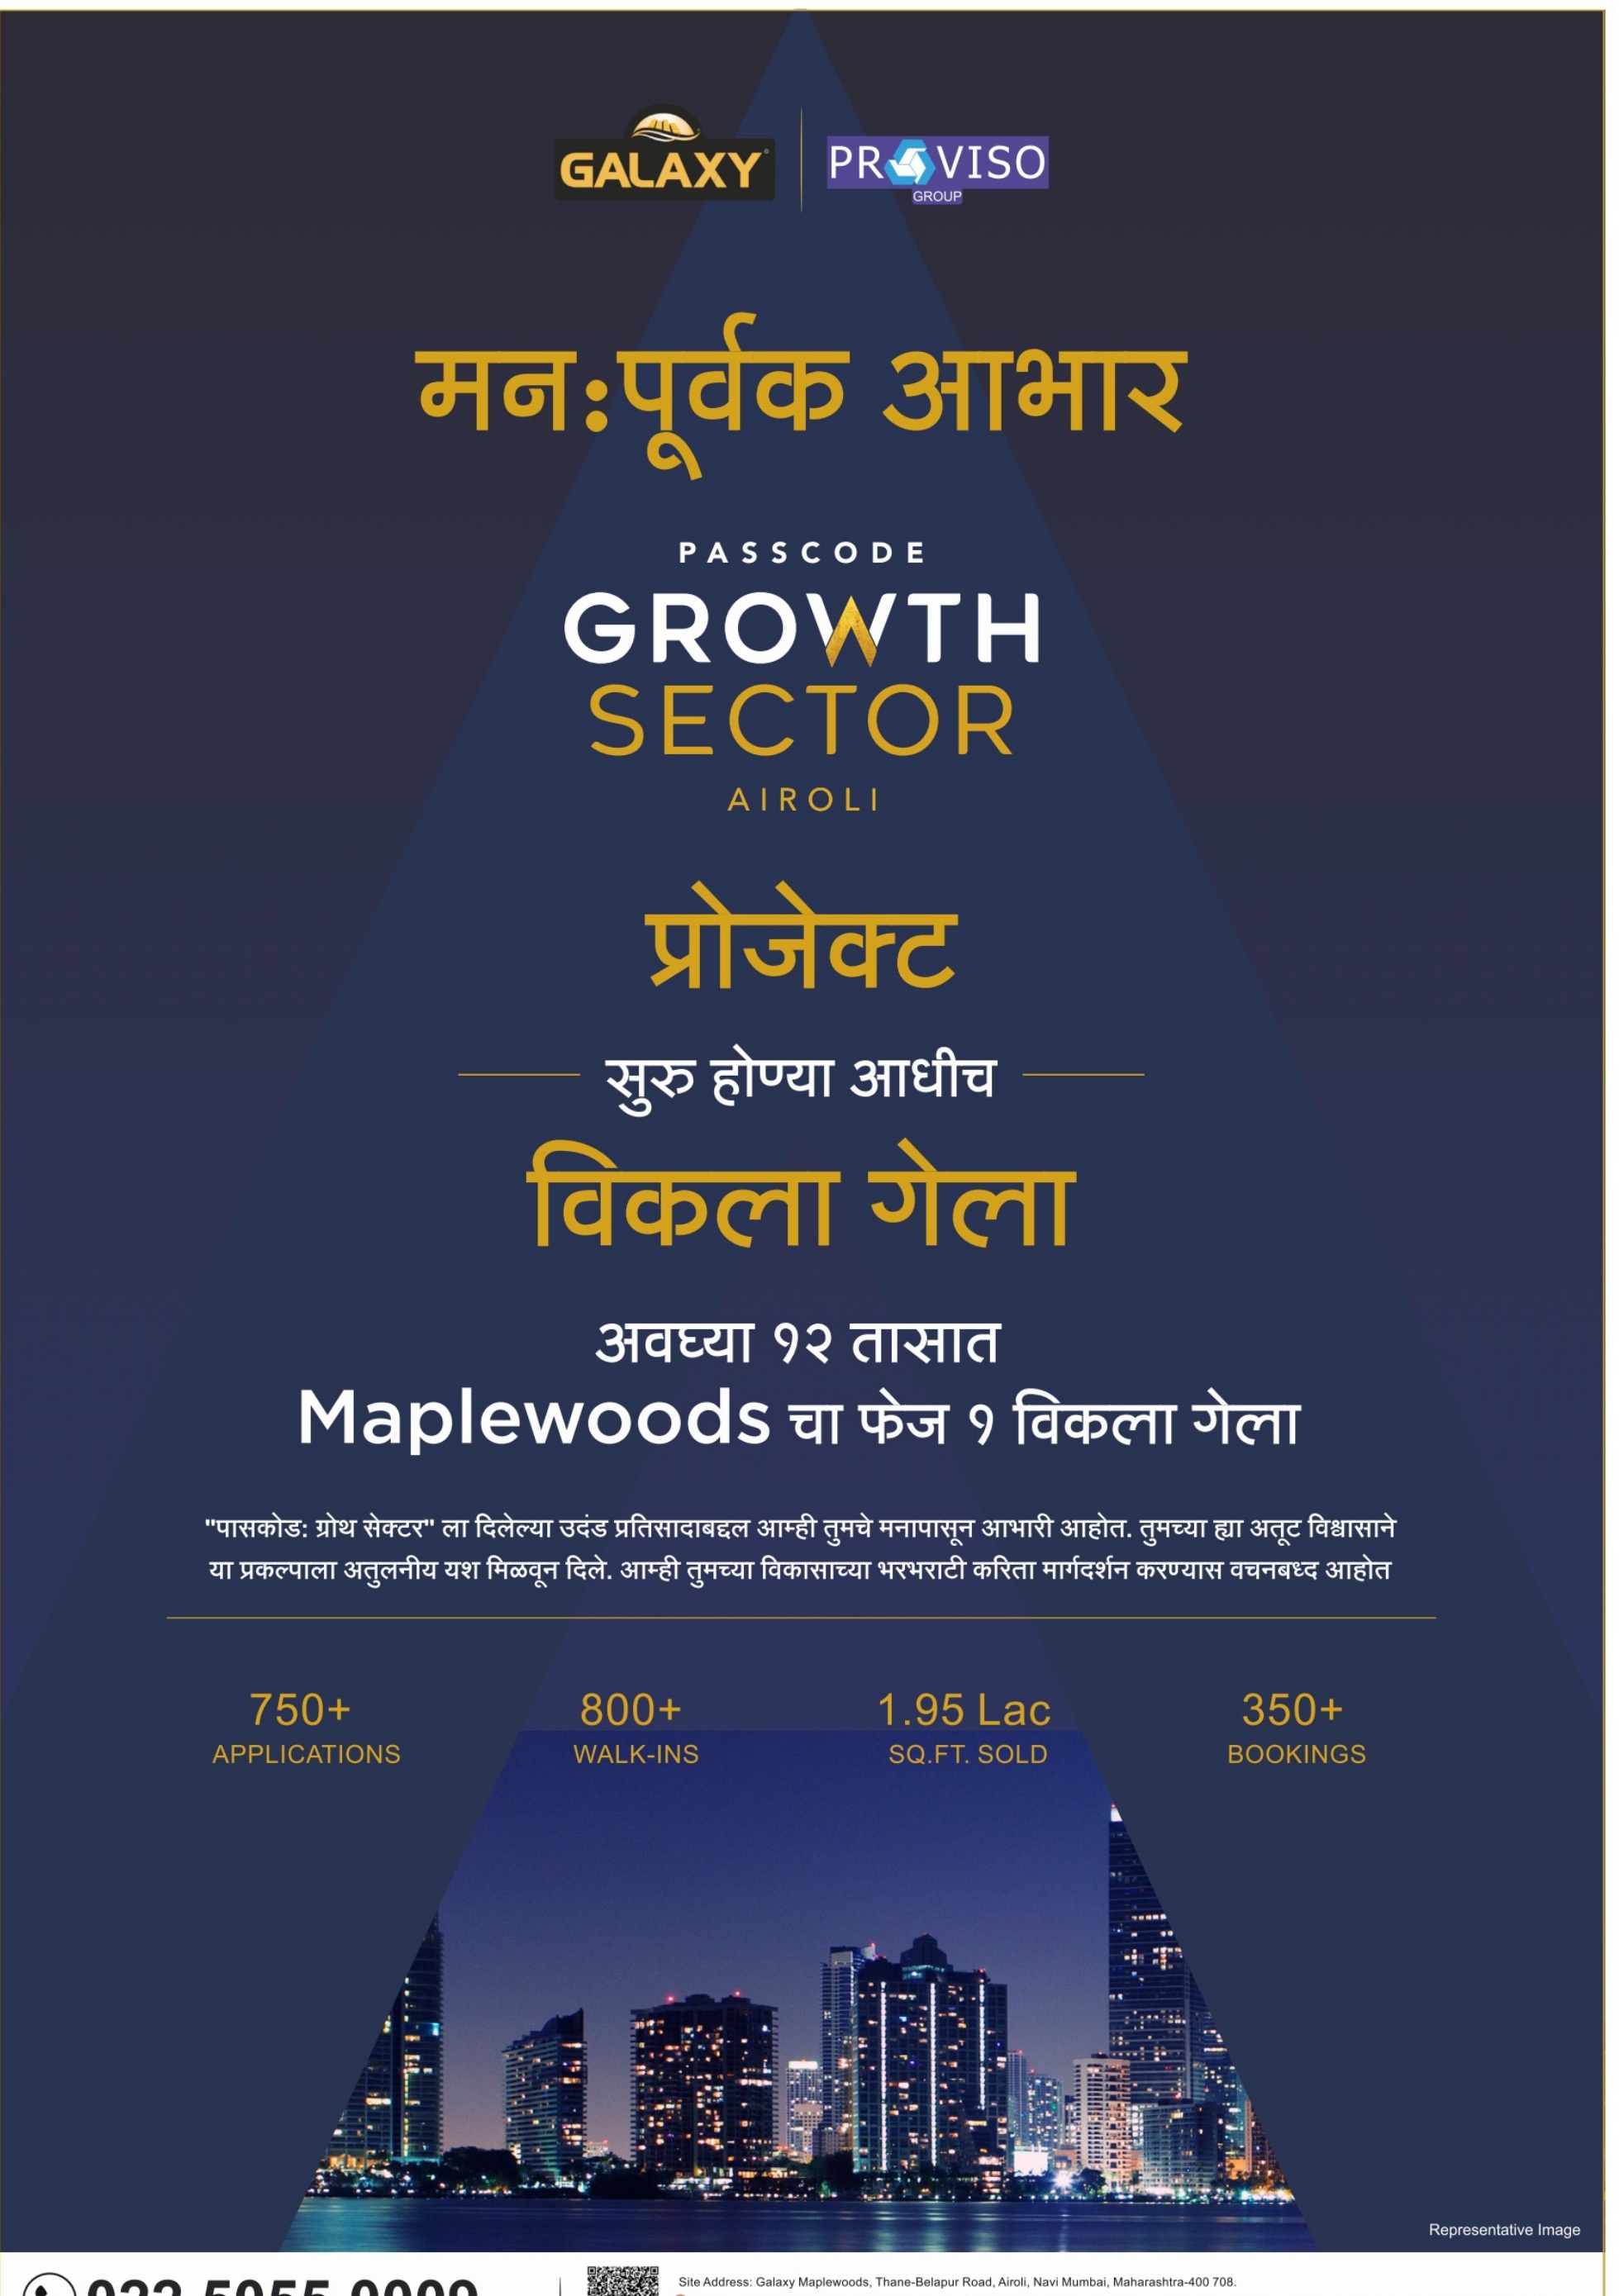 GALAXY
PROVISO
GROUP
मन:पूर्वक आभार
PASSCODE
GROWTH
SECTOR
AIROLI
प्रोजेक्ट
सुरु होण्या आधीच
विकला गेला
अवघ्या १२ तासात
Maplewoods चा फेज १ विकला गेला
"पासकोड: ग्रोथ सेक्टर" ला दिलेल्या उदंड प्रतिसादाबद्दल आम्ही तुमचे मनापासून आभारी आहोत. तुमच्या ह्या अतूट विश्वासाने
या प्रकल्पाला अतुलनीय यश मिळवून दिले. आम्ही तुमच्या विकासाच्या भरभराटी करिता मार्गदर्शन करण्यास वचनबध्द आहोत
750+ 800+ 1.95 Lac 350+
APPLICATIONS WALK-INS SQ.FT. SOLD BOOKINGS
Representative Image
Site Address: Galaxy Maplewoods, Thane-Belapur Road, Airoli, Navi Mumbai, Maharashtra-400 708.